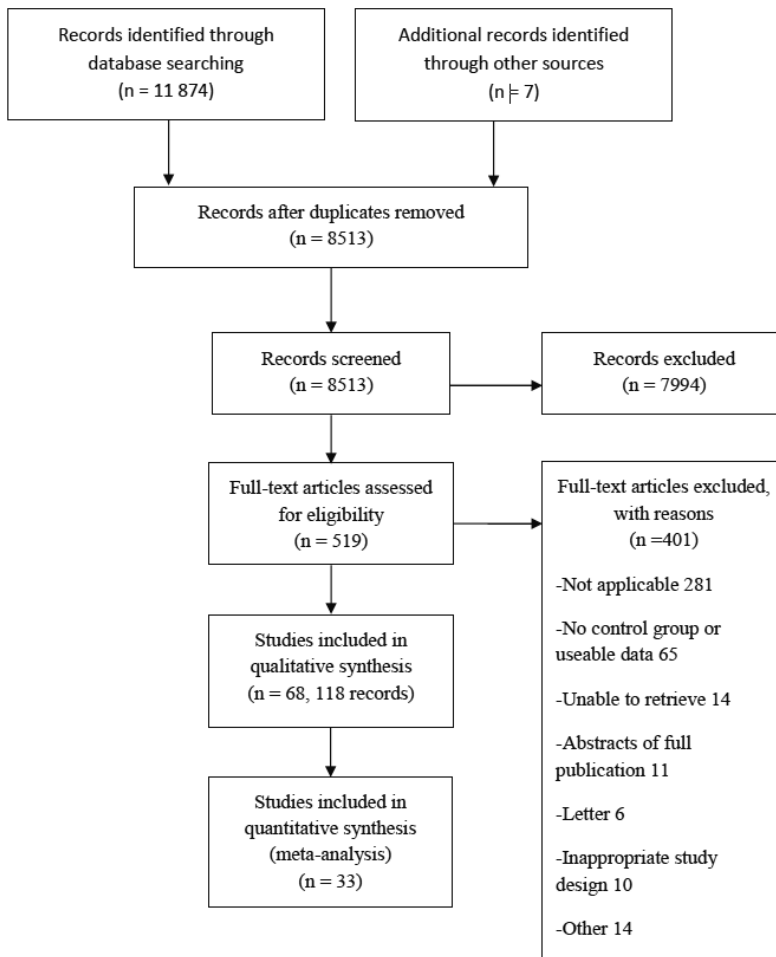 Records identified through
database searching
(n = 11 874)
Additional records identified
through other sources
(n = 7)
Records after duplicates removed
(n = 8513)
Records screened
(n = 8513)
Records excluded
(n = 7994)
Full-text articles assessed
for eligibility
(n = 519)
Full-text articles excluded,
with reasons
(n =401)
-Not applicable 281
-No control group or
useable data 65
-Unable to retrieve 14
-Abstracts of full
publication 11
-Letter 6
-Inappropriate study
design 10
-Other 14
Studies included in
qualitative synthesis
(n = 68, 118 records)
Studies included in
quantitative synthesis
(meta-analysis)
(n = 33)